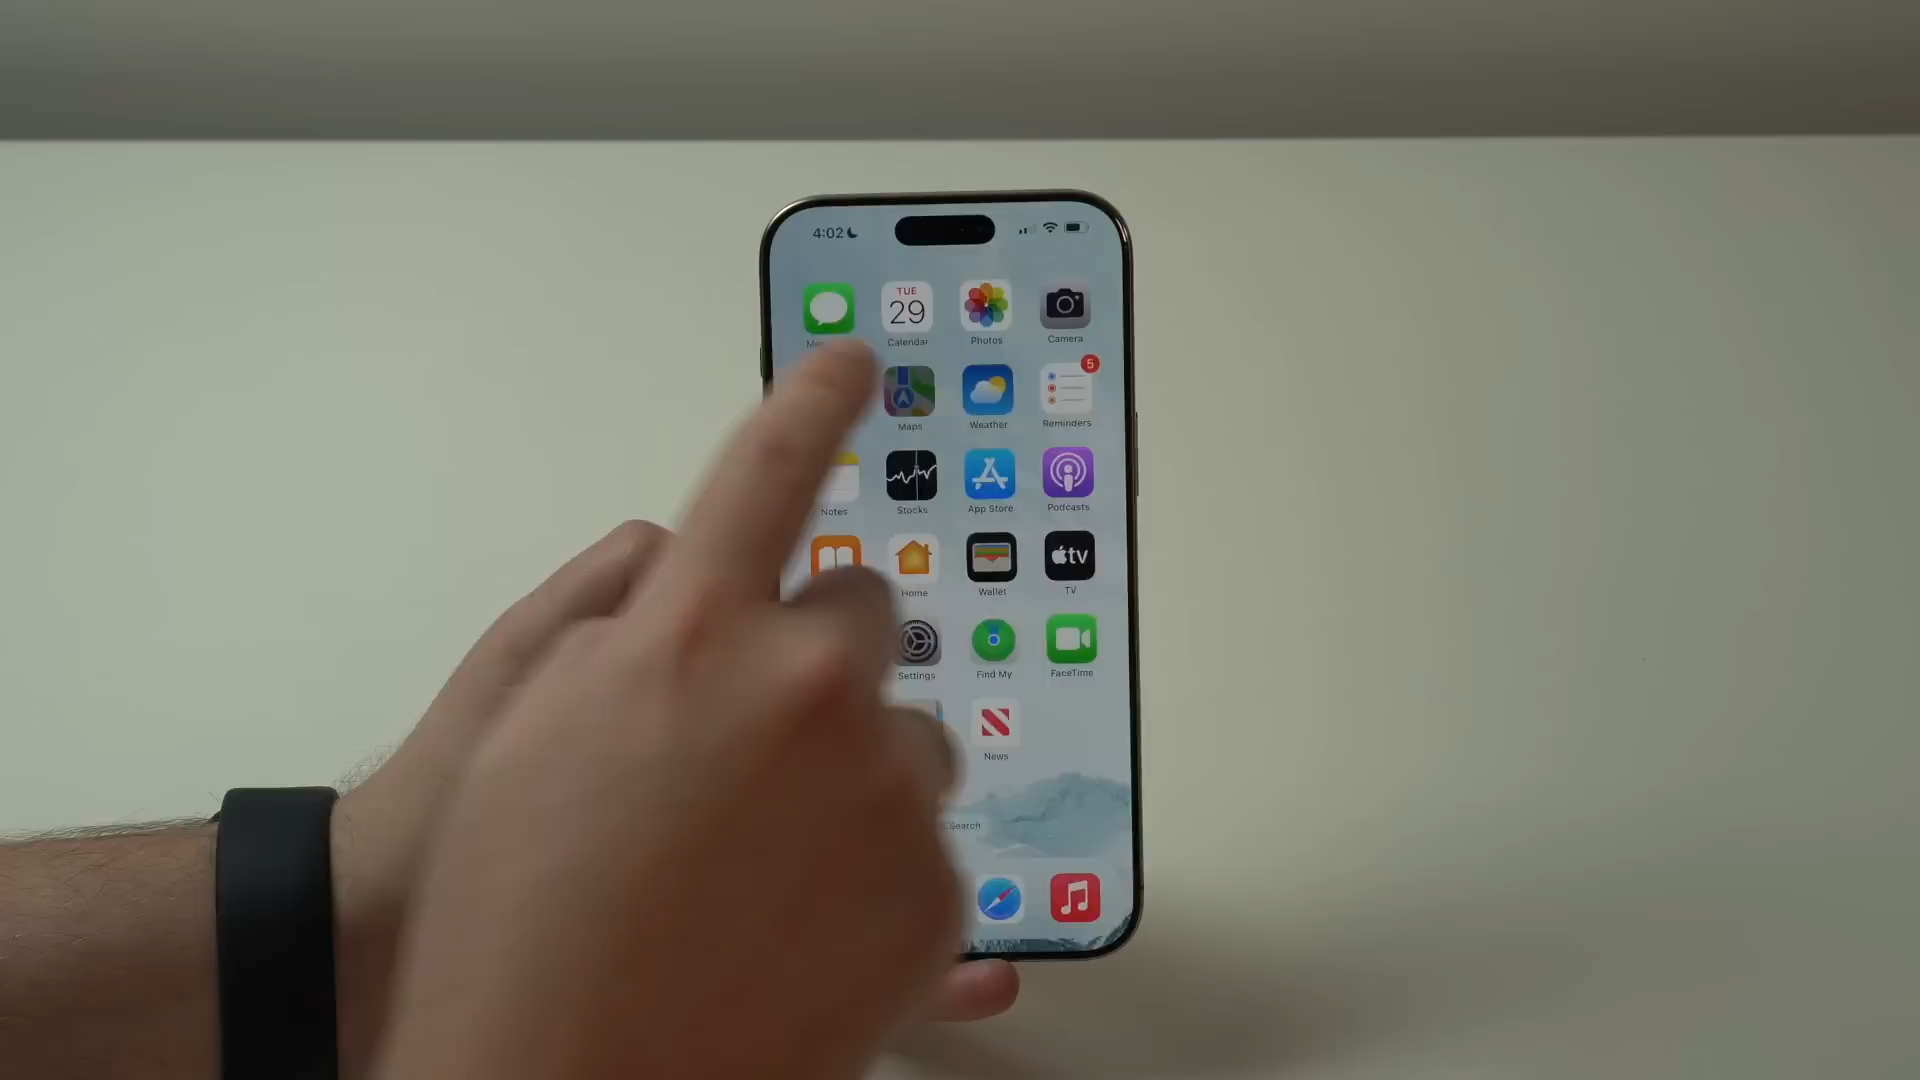 4:02
TUE
29
Calendar
Photos
Camera
5
Maps
Weather
Reminders
Notes
Stocks
App Store
Podcasts
tv
Home
Wallet
TV
Settings
Find My
FaceTime
News
Search